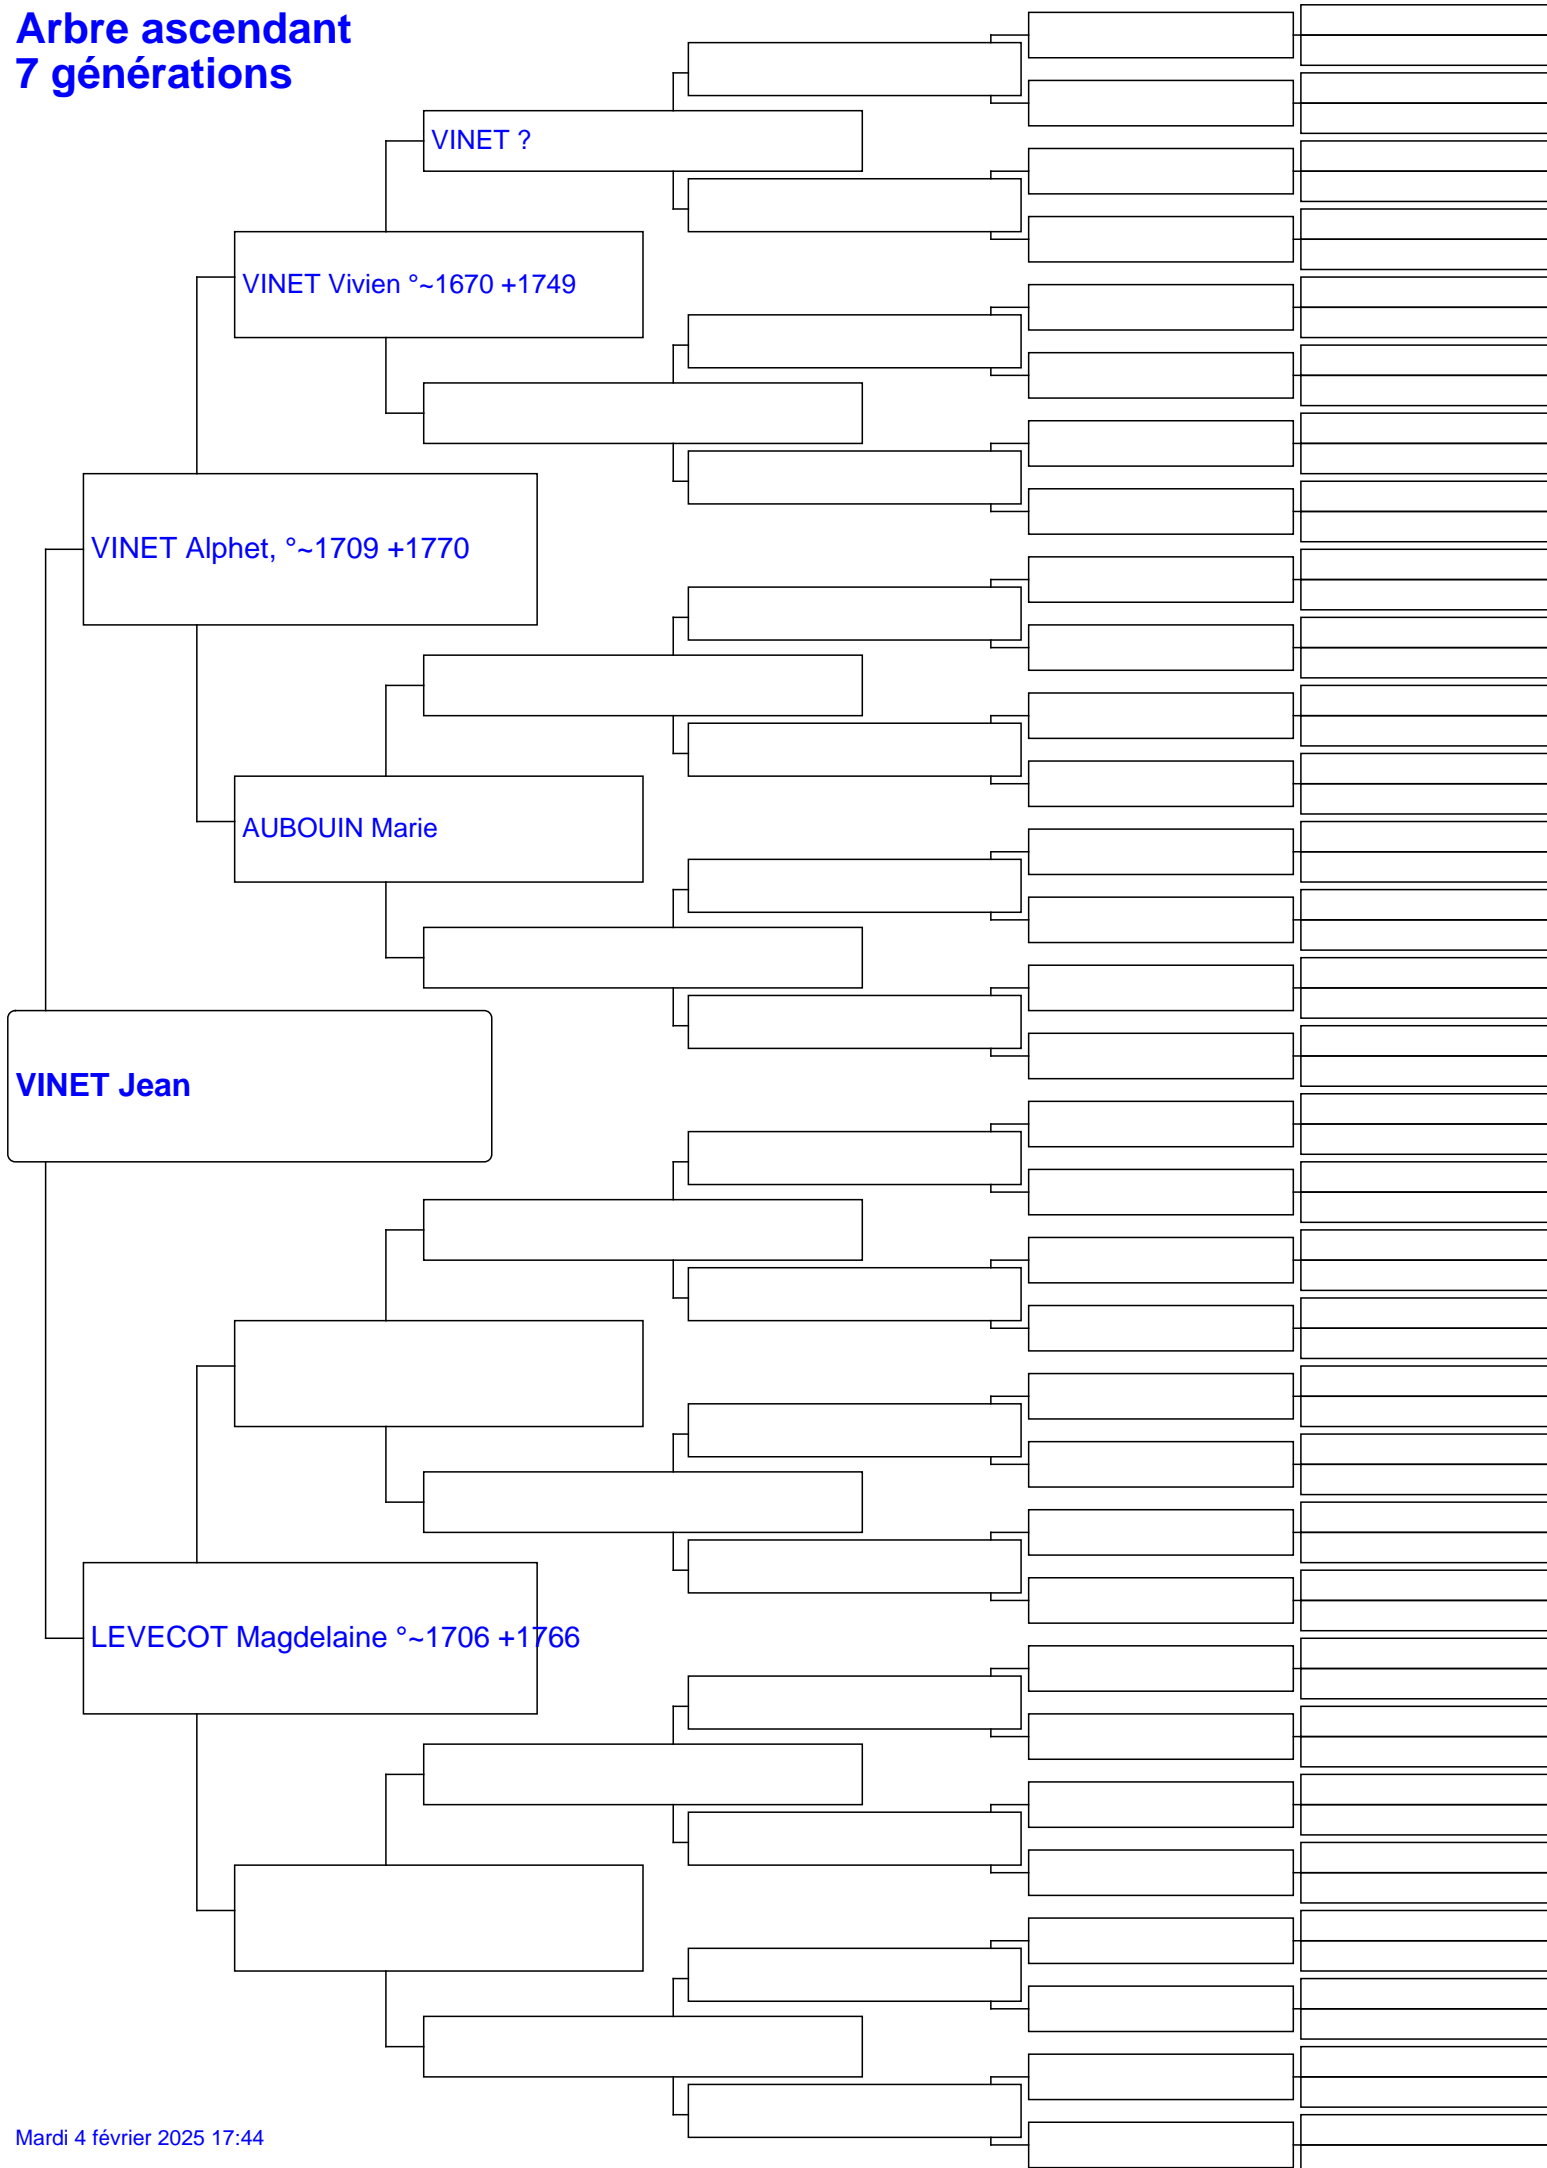 Arbre ascendant
7 générations
VINET ?
VINET Vivien °~1670 +1749
VINET Alphet, °~1709 +1770
AUBOUIN Marie
VINET Jean
LEVECOT Magdelaine °~1706 +1766
Mardi 4 février 2025 17:44